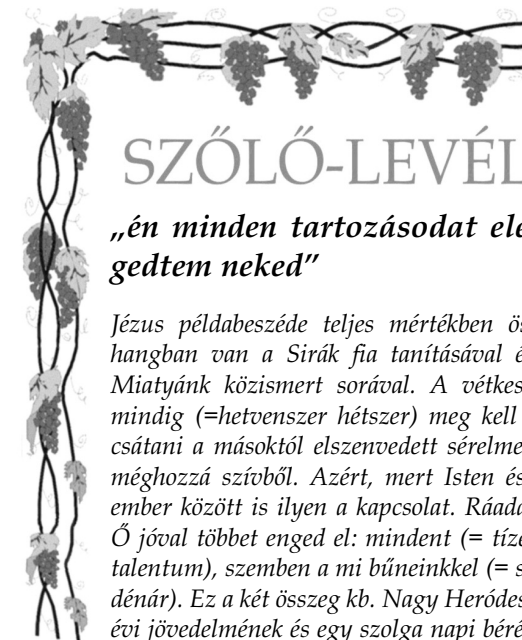 SZŐLŐ-LEVÉL
„én minden tartozásodat ele
gedtem neked”
Jézus példabeszéde teljes mértékben ös
hangban van a Sirák fia tanításával é
Miatyánk közismert sorával. A vétkes
mindig (=hetvenszer hétszer) meg kell
csátani a másoktól elszenvedett sérelme
méghozzá szívből. Azért, mert Isten és
ember között is ilyen a kapcsolat. Ráadá
Ő jóval többet enged el: mindent (= tíze
talentum), szemben a mi bűneinkkel (= s
dénár). Ez a két összeg kb. Nagy Heródes
évi jövedelmének és egy szolga napi béré